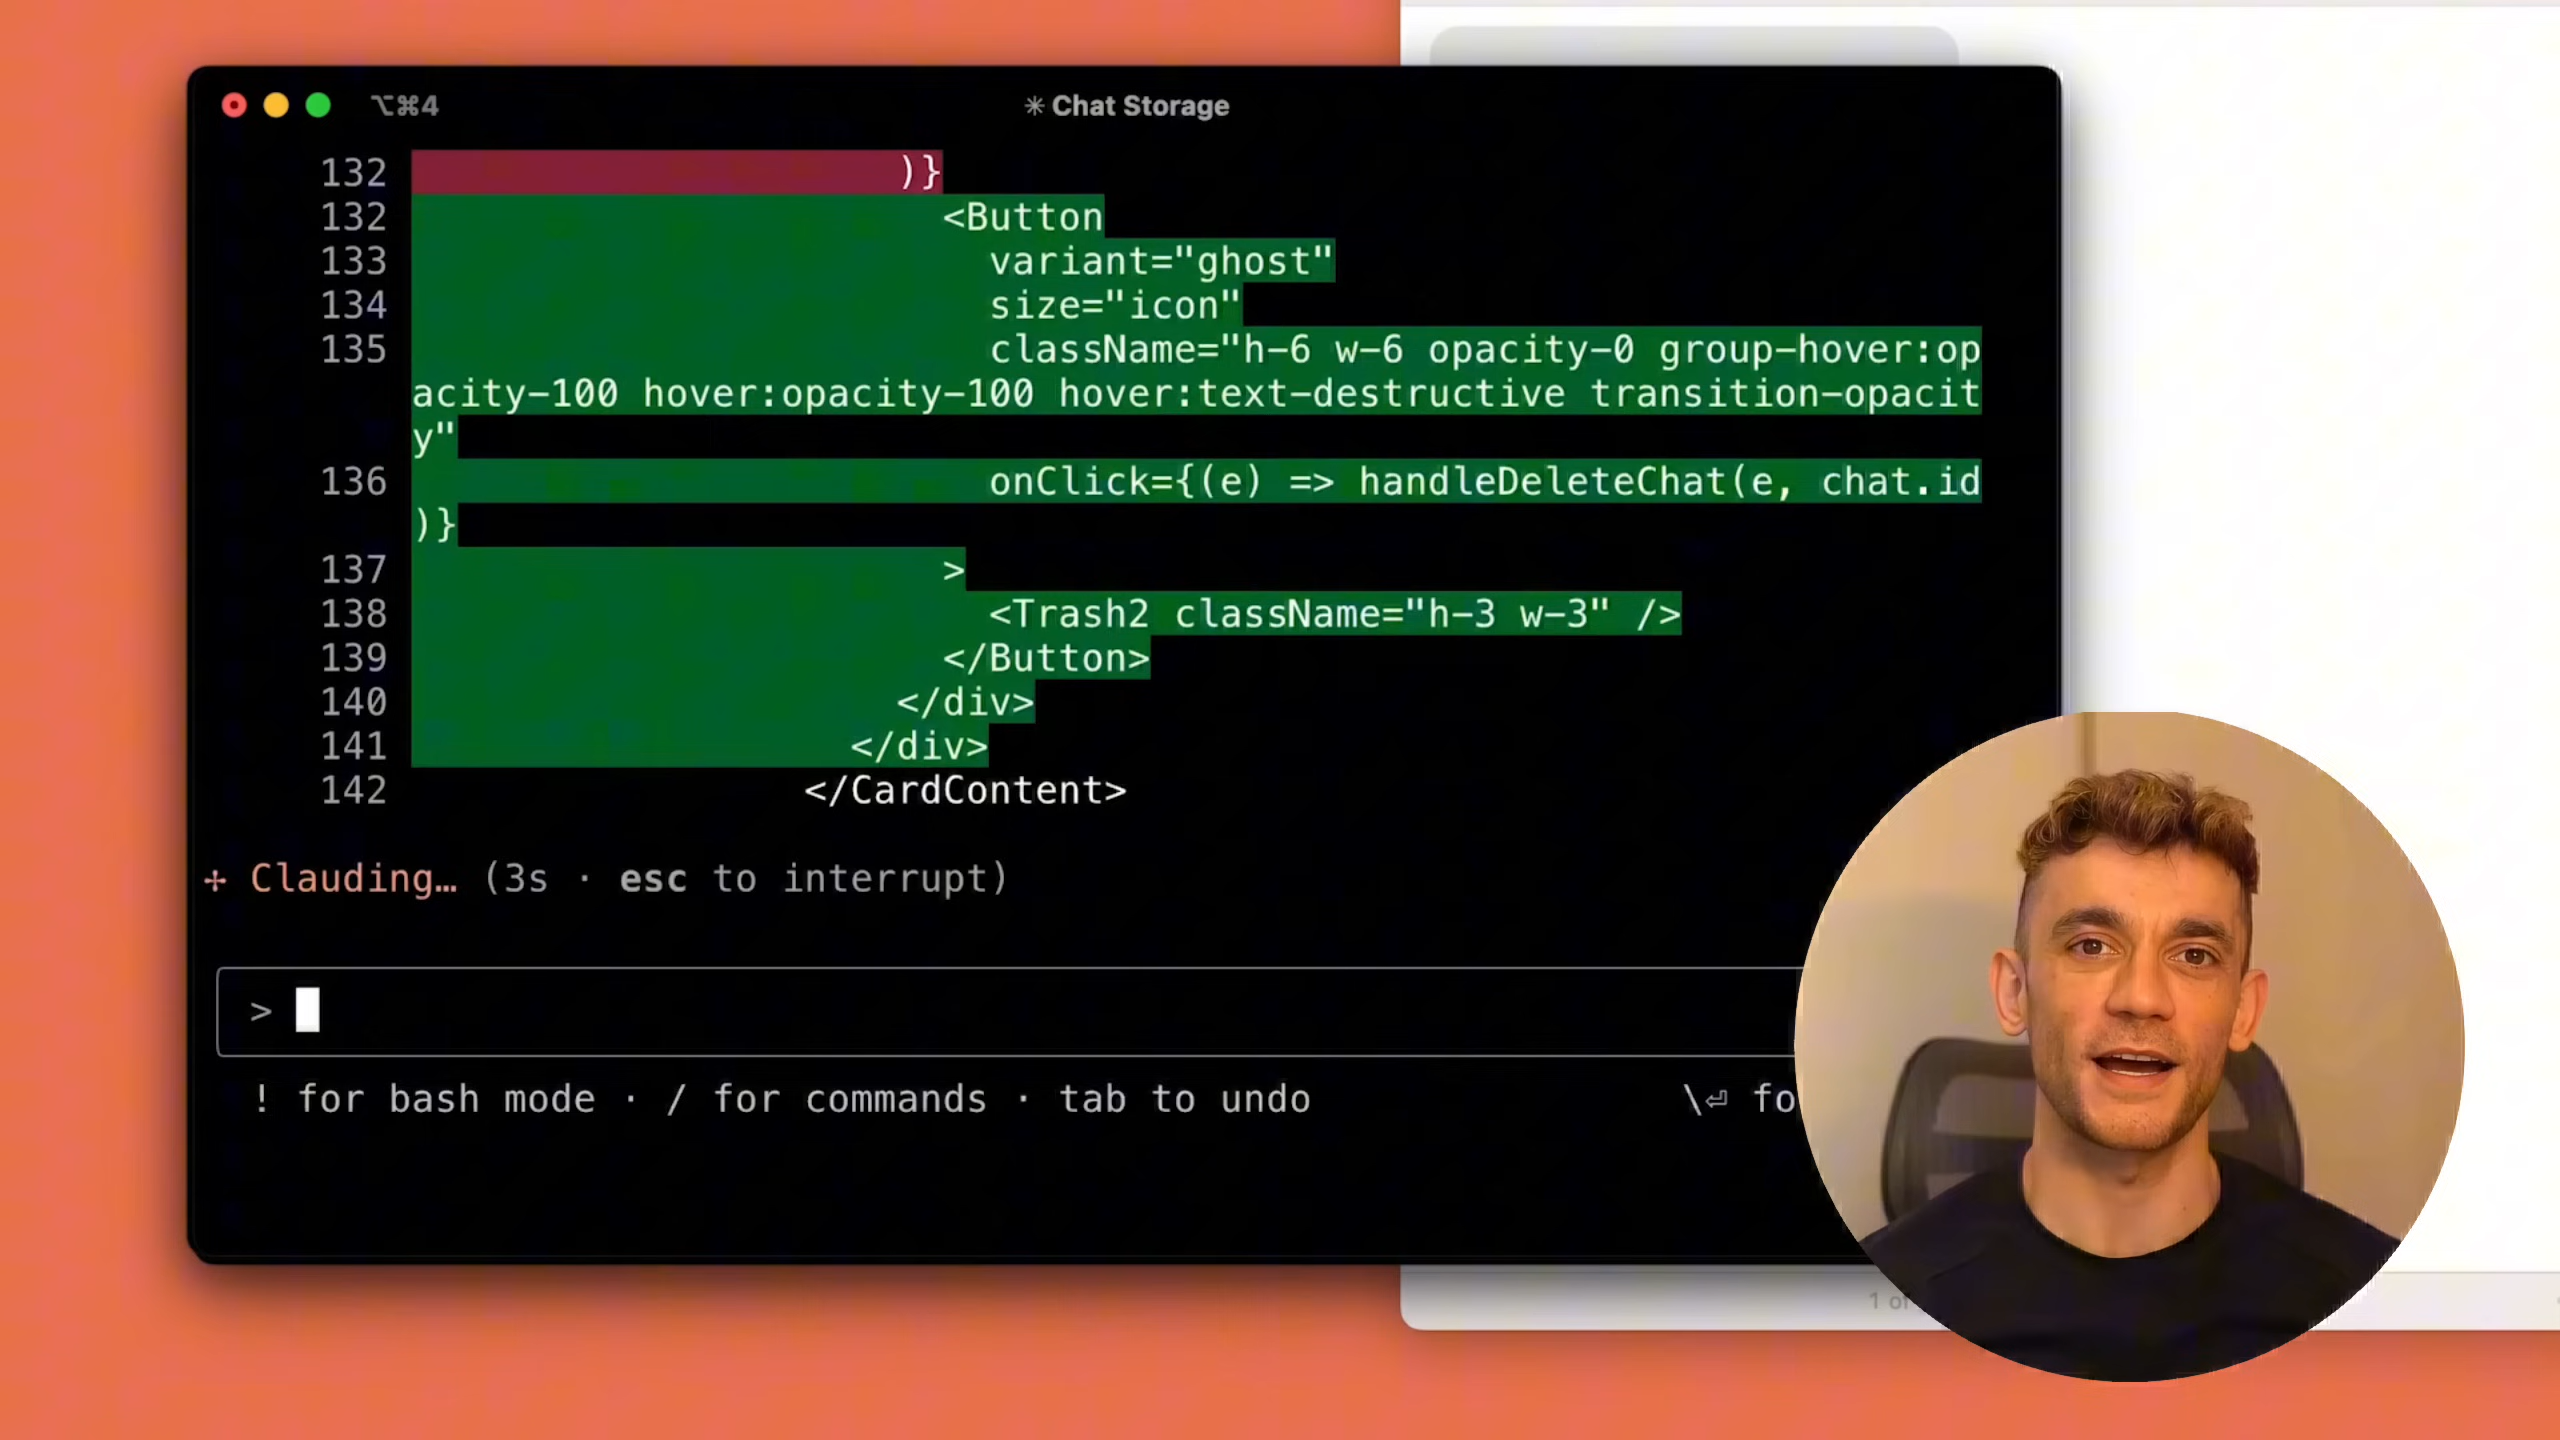 ⌥⌘4
✳ Chat Storage
132 )}
132 <Button
133 variant="ghost"
134 size="icon"
135 className="h-6 w-6 opacity-0 group-hover:op
acity-100 hover:opacity-100 hover:text-destructive transition-opacit
y"
136 onClick={(e) => handleDeleteChat(e, chat.id
)}
137 >
138 <Trash2 className="h-3 w-3" />
139 </Button>
140 </div>
141 </div>
142 </CardContent>
✢ Clauding… (3s · esc to interrupt)
>
! for bash mode · / for commands · tab to undo
\⏎ fo
1 of